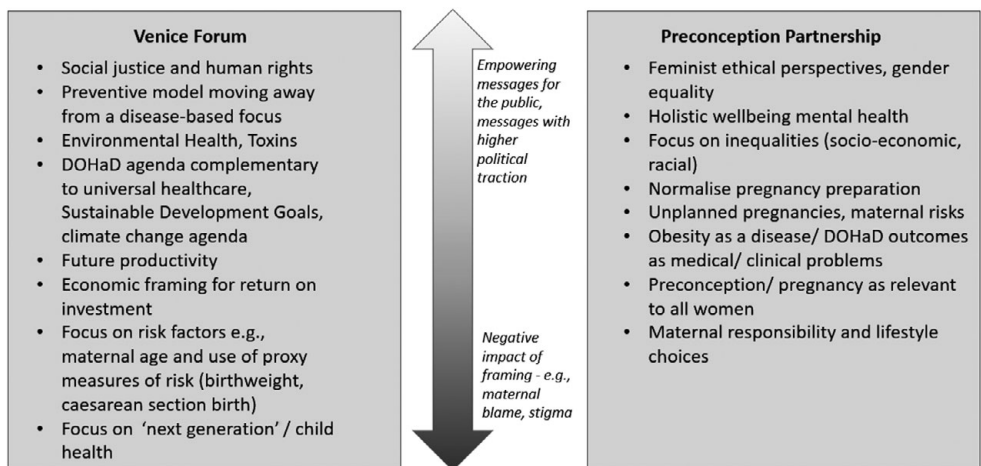 Venice Forum
• Social justice and human rights
• Preventive model moving away
from a disease-based focus
• Environmental Health, Toxins
• DOHaD agenda complementary
to universal healthcare,
Sustainable Development Goals,
climate change agenda
• Future productivity
• Economic framing for return on
investment
• Focus on risk factors e.g.,
maternal age and use of proxy
measures of risk (birthweight,
caesarean section birth)
• Focus on ‘next generation’ / child
health
Empowering
messages for
the public,
messages with
higher
political
traction
Negative
impact of
framing - e.g.,
maternal
blame, stigma
Preconception Partnership
• Feminist ethical perspectives, gender
equality
• Holistic wellbeing mental health
• Focus on inequalities (socio-economic,
racial)
• Normalise pregnancy preparation
• Unplanned pregnancies, maternal risks
• Obesity as a disease/ DOHaD outcomes
as medical/ clinical problems
• Preconception/ pregnancy as relevant
to all women
• Maternal responsibility and lifestyle
choices